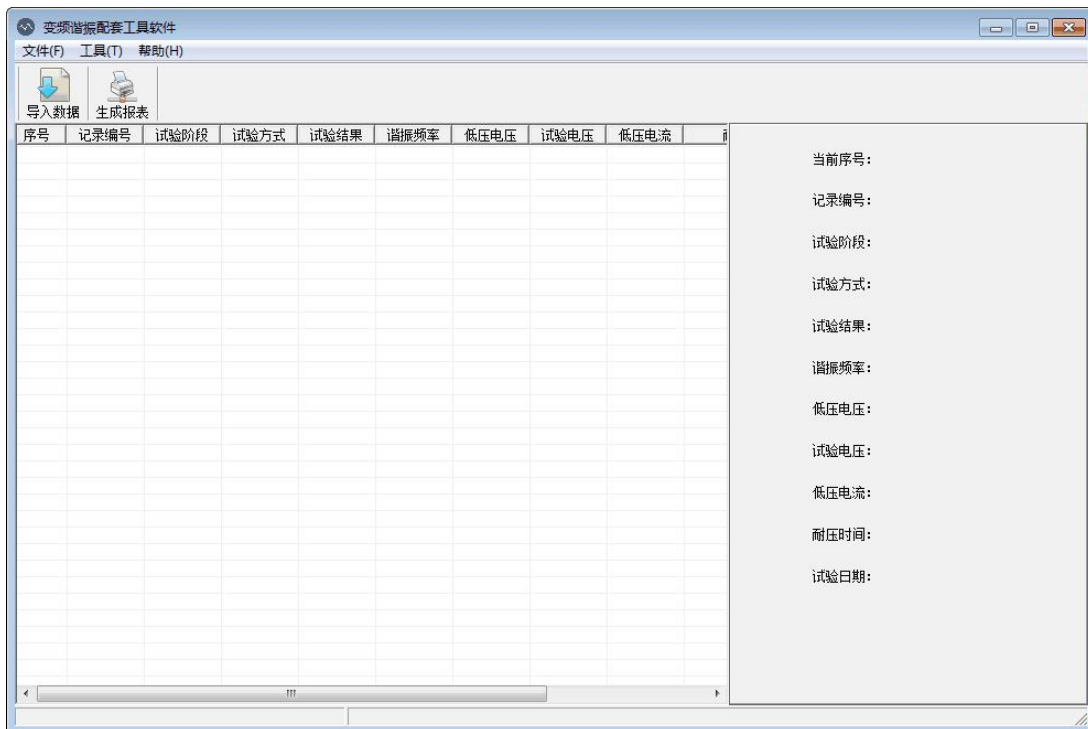 变频谐振配套工具软件
文件(F) 工具(T) 帮助(H)
导入数据 生成报表
序号 记录编号 试验阶段 试验方式 试验结果 谐振频率 低压电压 试验电压 低压电流
当前序号：
记录编号：
试验阶段：
试验方式：
试验结果：
谐振频率：
低压电压：
试验电压：
低压电流：
耐压时间：
试验日期：